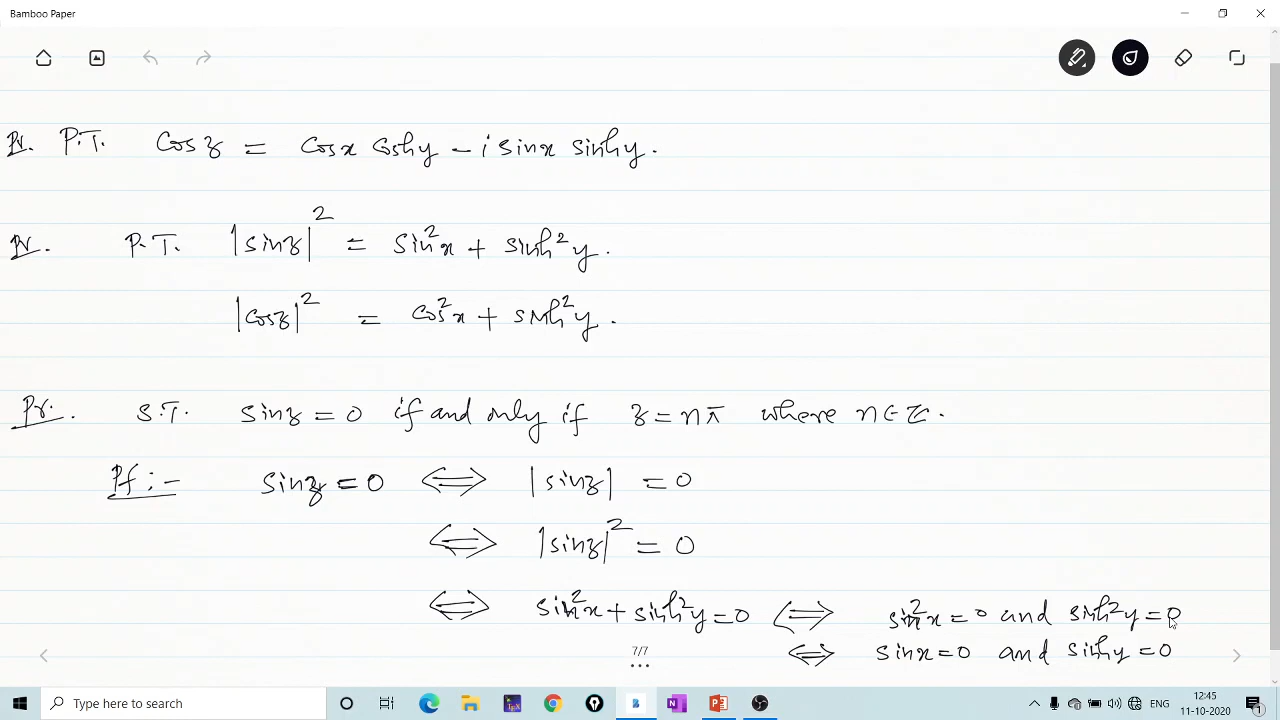 Bamboo Paper
Pr. P.T. cos z = cos x cosh y - i sin x sinh y.
Pr. P.T. |sin z|² = sin²x + sinh²y.
|cos z|² = cos²x + sinh²y.
Pr. S.T. sin z = 0 if and only if z = nπ where n ∈ ℤ.
Pf :- sin z = 0 ⟺ |sin z| = 0
⟺ |sin z|² = 0
⟺ sin²x + sinh²y = 0 ⟺ sin²x = 0 and sinh²y = 0
⟺ sin x = 0 and sinh y = 0
7/7
Type here to search
ENG
12:45
11-10-2020
1